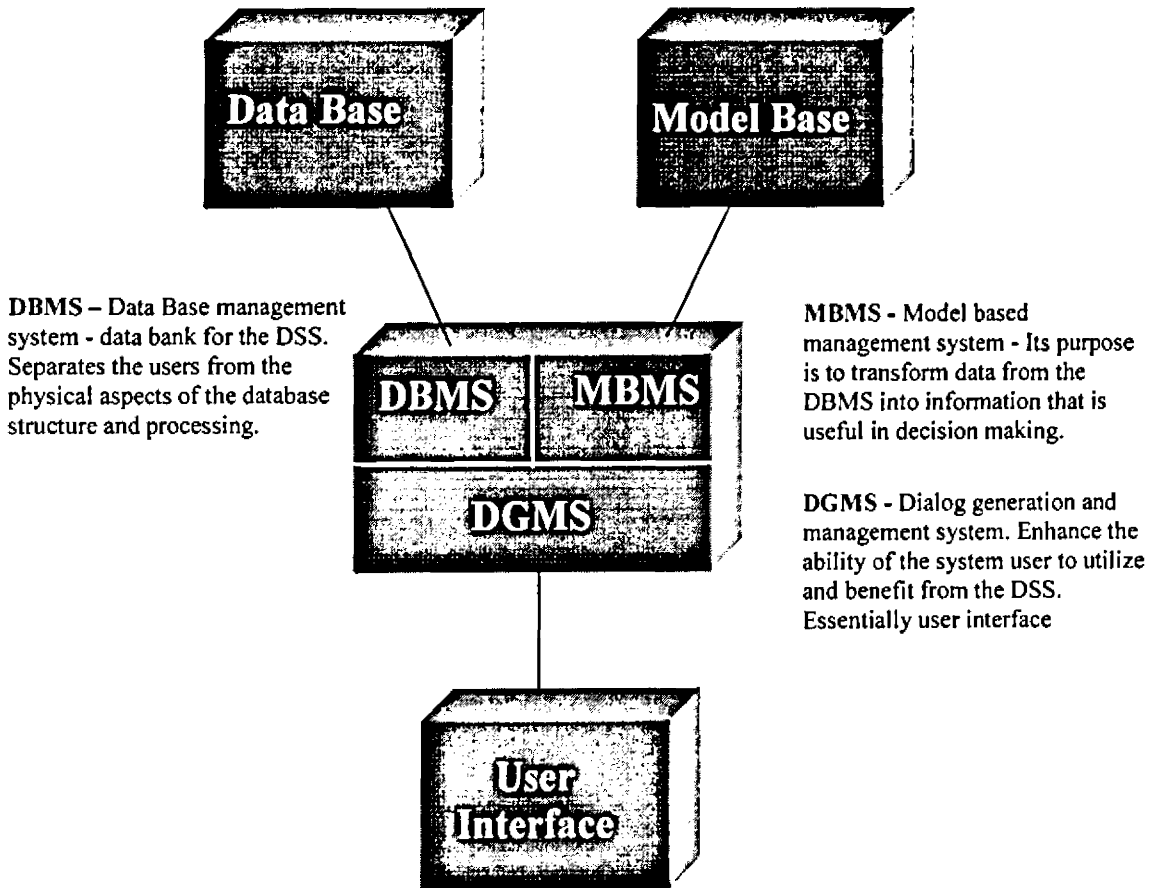 Data Base
Model Base
DBMS – Data Base management
system - data bank for the DSS.
Separates the users from the
physical aspects of the database
structure and processing.
DBMS
MBMS
DGMS
MBMS - Model based
management system - Its purpose
is to transform data from the
DBMS into information that is
useful in decision making.
DGMS - Dialog generation and
management system. Enhance the
ability of the system user to utilize
and benefit from the DSS.
Essentially user interface
User
Interface